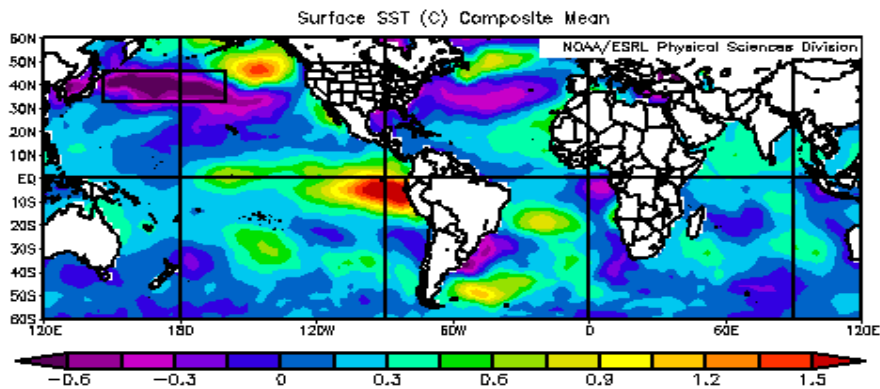 Surface SST (C) Composite Mean
NOAA/ESRL Physical Sciences Division
60N
50N
40N
30N
20N
10N
EQ
10S
20S
30S
40S
50S
60S
120E 180 120W 60W 0 60E 120E
-0.6 -0.3 0 0.3 0.6 0.9 1.2 1.5